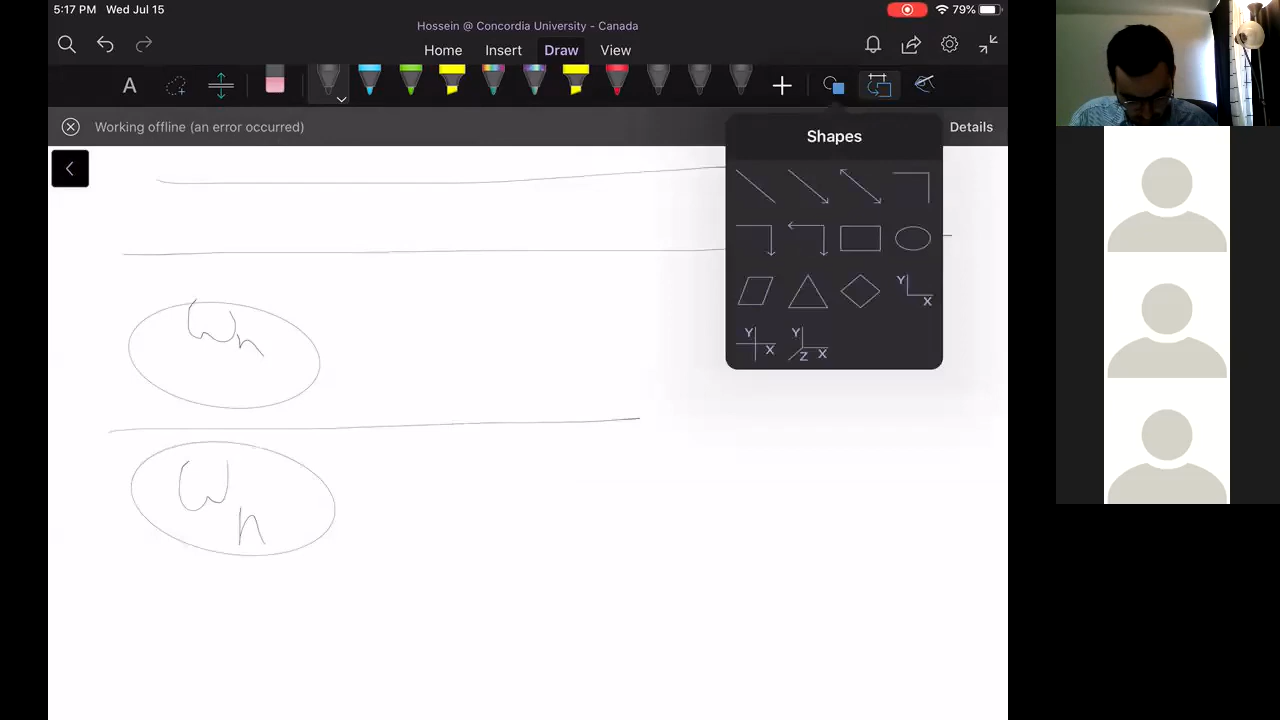 5:17 PM Wed Jul 15
79%
Hossein @ Concordia University - Canada
Home Insert Draw View
A
Working offline (an error occurred)
Details
Shapes
Y X
Y X
Y Z X
ωn
ωn